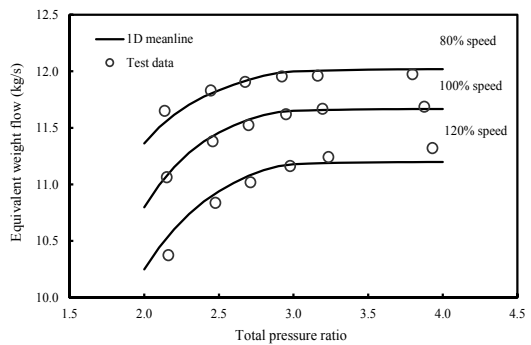 Equivalent weight flow (kg/s)
12.5
12.0
11.5
11.0
10.5
10.0
1D meanline
Test data
80% speed
100% speed
120% speed
1.5 2.0 2.5 3.0 3.5 4.0 4.5
Total pressure ratio